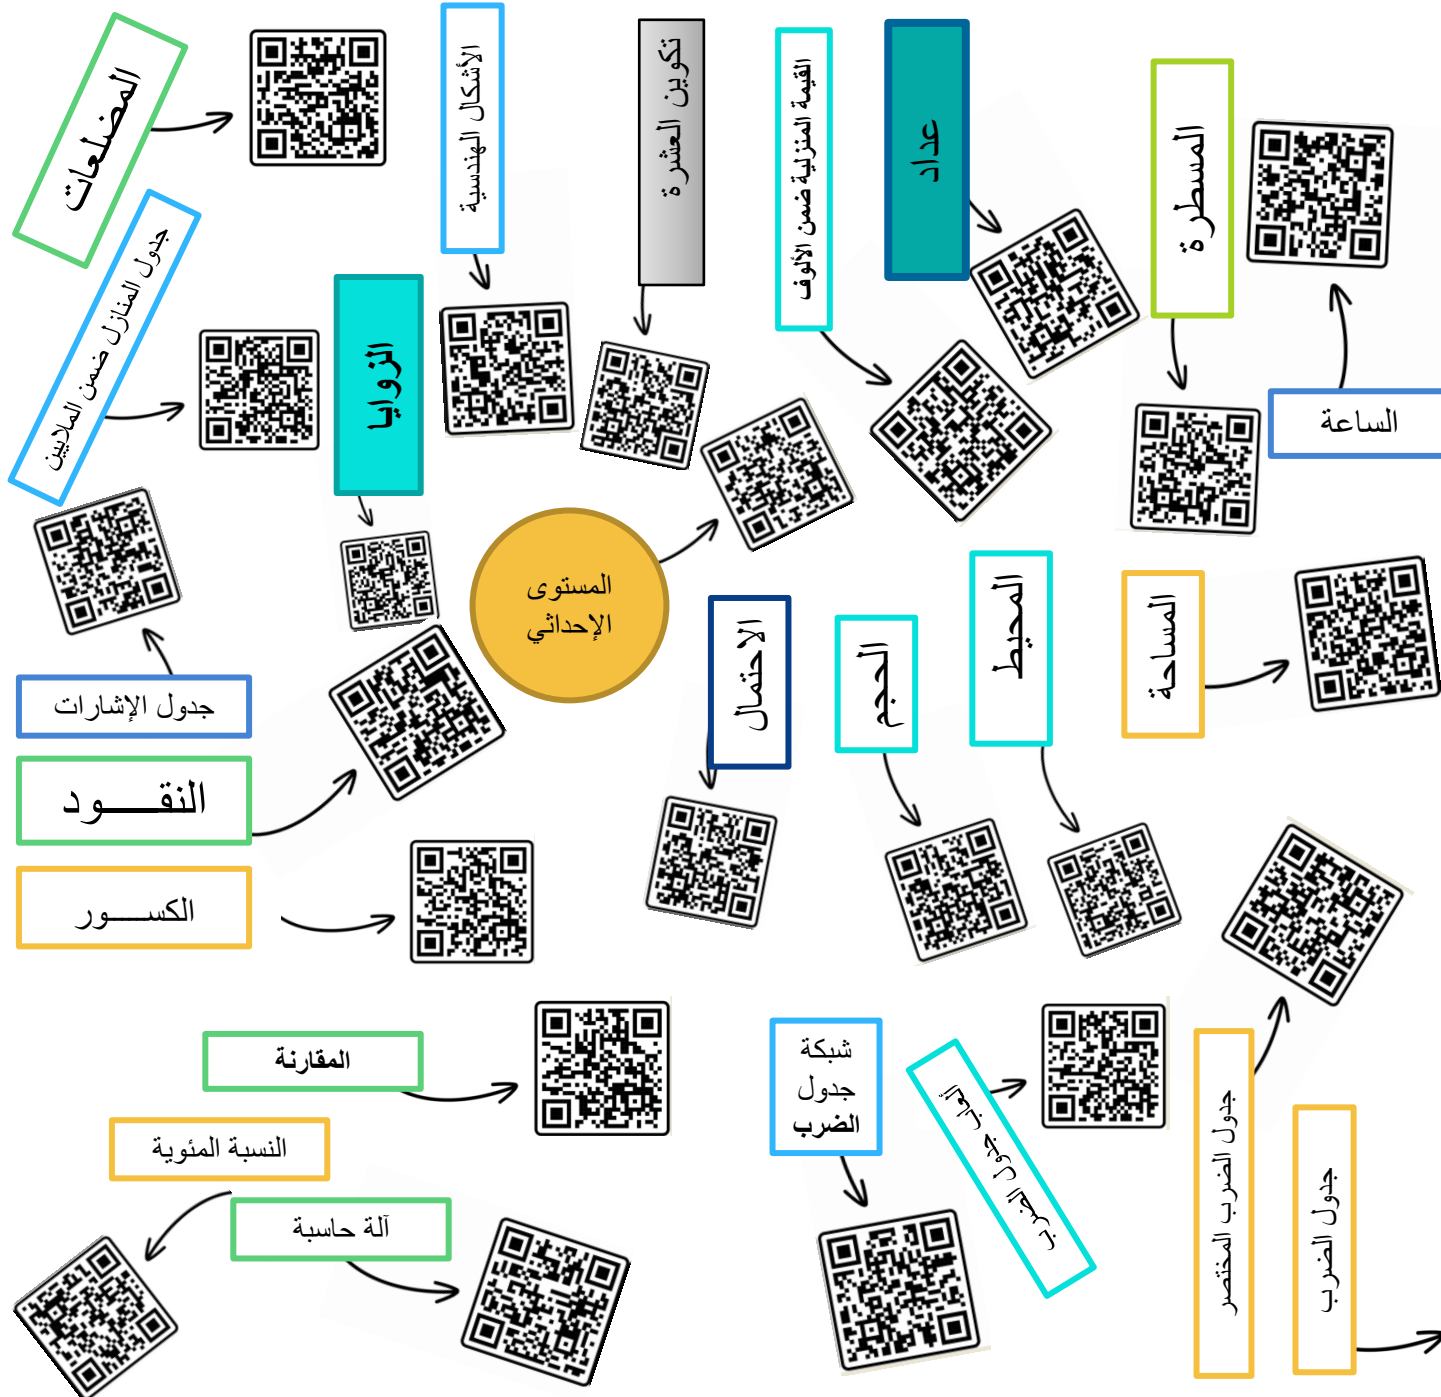 المضلعات
الأشكال الهندسية
تكوين العشرة
القيمة المنزلية ضمن الألوف
عداد
المسطرة
الساعة
جدول المنازل ضمن الملايين
الزوايا
المستوى
الإحداثي
جدول الإشارات
النقـــــود
الكســـــور
الاحتمال
الحجم
المحيط
المساحة
المقارنة
النسبة المئوية
آلة حاسبة
شبكة
جدول
الضرب
ألعاب جدول الضرب
جدول الضرب المختصر
جدول الضرب